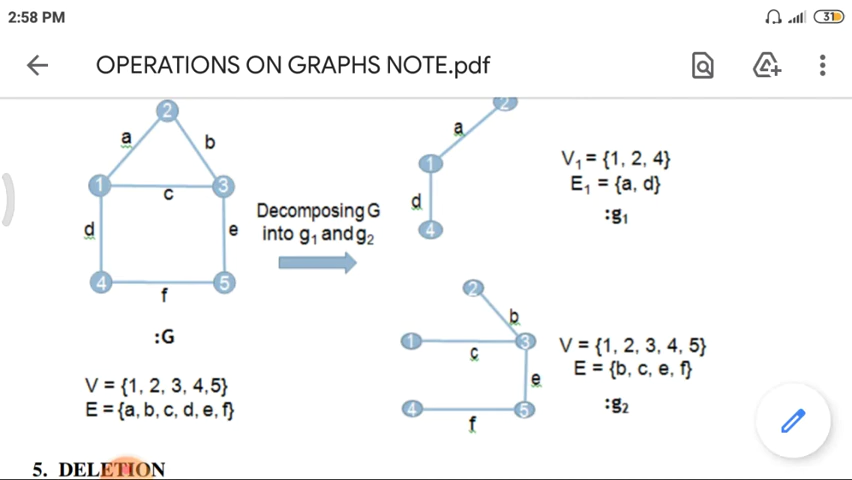 2:58 PM
31
OPERATIONS ON GRAPHS NOTE.pdf
2
a
b
1
3
c
d
e
4
5
f
:G
V = {1, 2, 3, 4,5}
E = {a, b, c, d, e, f}
Decomposing G
into g₁ and g₂
2
a
1
d
4
V₁ = {1, 2, 4}
E₁ = {a, d}
:g₁
2
b
1
3
c
e
4
5
f
V = {1, 2, 3, 4, 5}
E = {b, c, e, f}
:g₂
5. DELETION